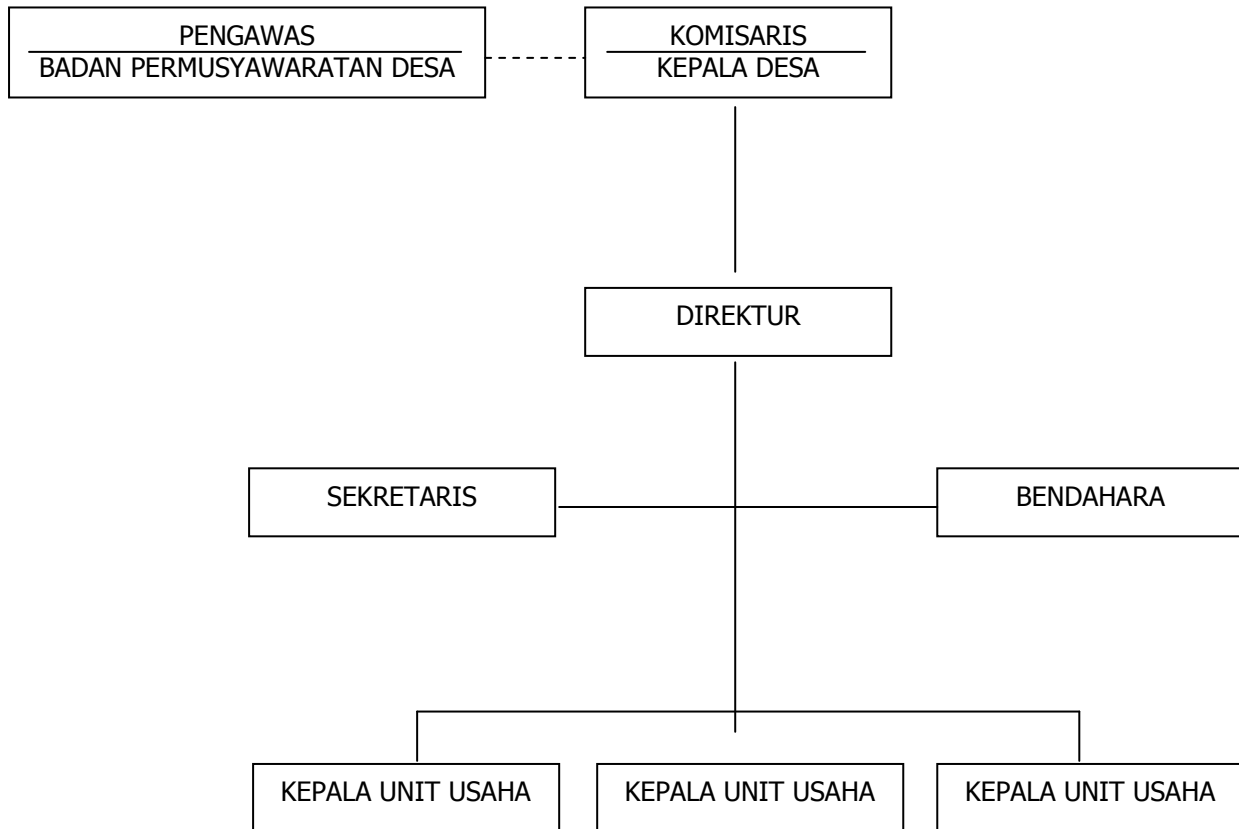 PENGAWAS
BADAN PERMUSYAWARATAN DESA
KOMISARIS
KEPALA DESA
DIREKTUR
SEKRETARIS
BENDAHARA
KEPALA UNIT USAHA
KEPALA UNIT USAHA
KEPALA UNIT USAHA